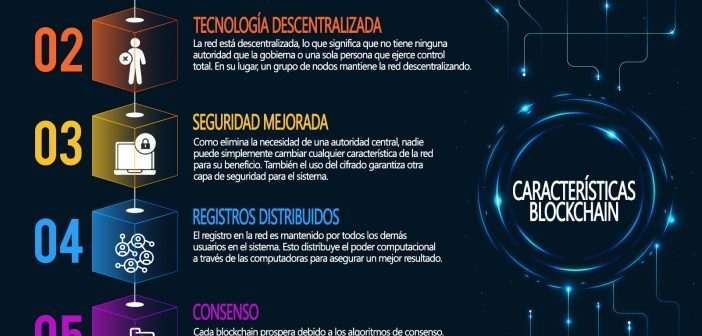 02
TECNOLOGÍA DESCENTRALIZADA
La red está descentralizada, lo que significa que no tiene ninguna
autoridad que la gobierna o una sola persona que ejerce control
total. En su lugar, un grupo de nodos mantiene la red descentralizando.
03
SEGURIDAD MEJORADA
Como elimina la necesidad de una autoridad central, nadie
puede simplemente cambiar cualquier característica de la red
para su beneficio. También el uso del cifrado garantiza otra
capa de seguridad para el sistema.
04
REGISTROS DISTRIBUIDOS
El registro en la red es mantenido por todos los demás
usuarios en el sistema. Esto distribuye el poder computacional
a través de las computadoras para asegurar un mejor resultado.
05
CONSENSO
Cada blockchain prospera debido a los algoritmos de consenso.
CARACTERÍSTICAS
BLOCKCHAIN